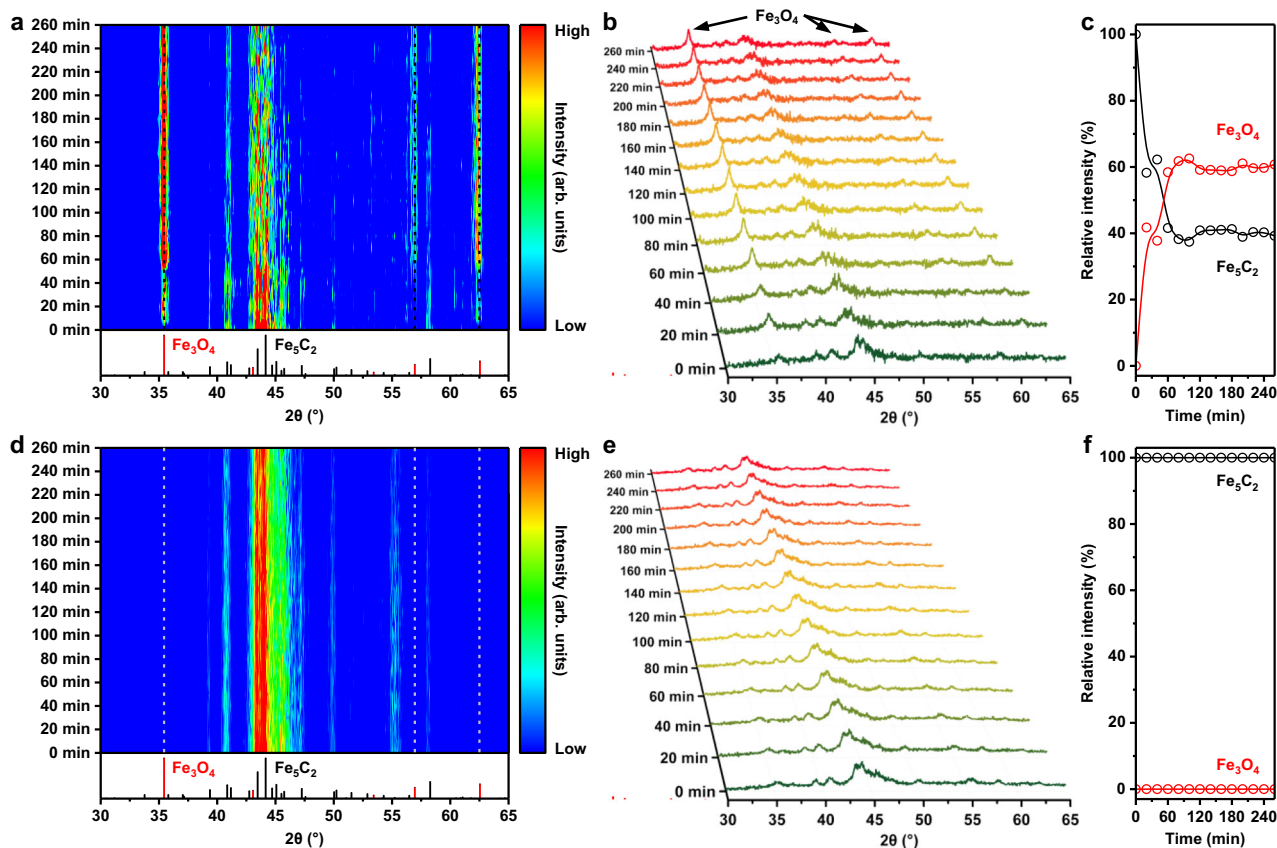 a
260 min
240 min
220 min
200 min
180 min
160 min
140 min
120 min
100 min
80 min
60 min
40 min
20 min
0 min
High
Intensity (arb. units)
Low
Fe3O4
Fe5C2
30 35 40 45 50 55 60 65
2θ (°)
b
Fe3O4
260 min
240 min
220 min
200 min
180 min
160 min
140 min
120 min
100 min
80 min
60 min
40 min
20 min
0 min
30 35 40 45 50 55 60 65
2θ (°)
c
Relative intensity (%)
100
80
60
40
20
0
Fe3O4
Fe5C2
0 60 120 180 240
Time (min)
d
260 min
240 min
220 min
200 min
180 min
160 min
140 min
120 min
100 min
80 min
60 min
40 min
20 min
0 min
High
Intensity (arb. units)
Low
Fe3O4
Fe5C2
30 35 40 45 50 55 60 65
2θ (°)
e
260 min
240 min
220 min
200 min
180 min
160 min
140 min
120 min
100 min
80 min
60 min
40 min
20 min
0 min
30 35 40 45 50 55 60 65
2θ (°)
f
Relative intensity (%)
100
80
60
40
20
0
Fe5C2
Fe3O4
0 60 120 180 240
Time (min)